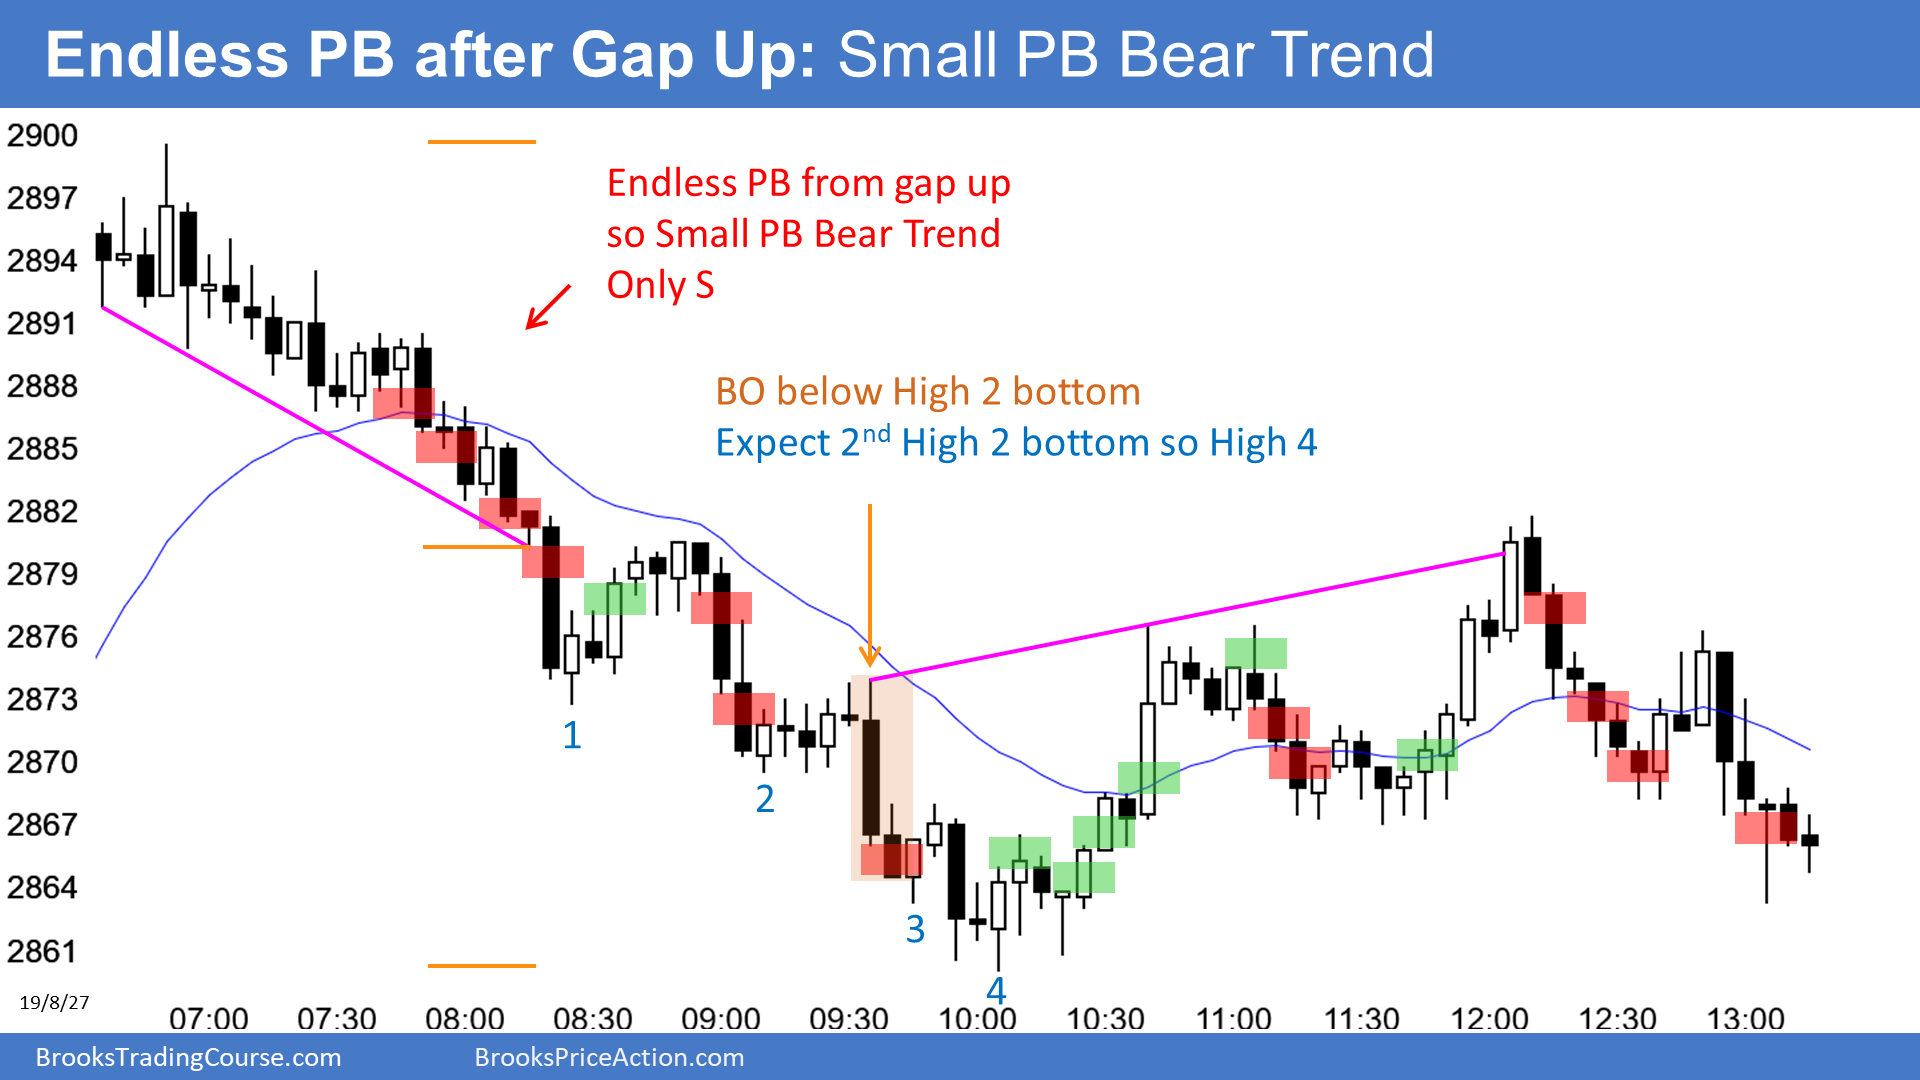 Endless PB after Gap Up: Small PB Bear Trend
2900
2897
2894
2891
2888
2885
2882
2879
2876
2873
2870
2867
2864
2861
Endless PB from gap up
so Small PB Bear Trend
Only S
BO below High 2 bottom
Expect 2nd High 2 bottom so High 4
1
2
3
4
19/8/27
07:00 07:30 08:00 08:30 09:00 09:30 10:00 10:30 11:00 11:30 12:00 12:30 13:00
BrooksTradingCourse.com BrooksPriceAction.com